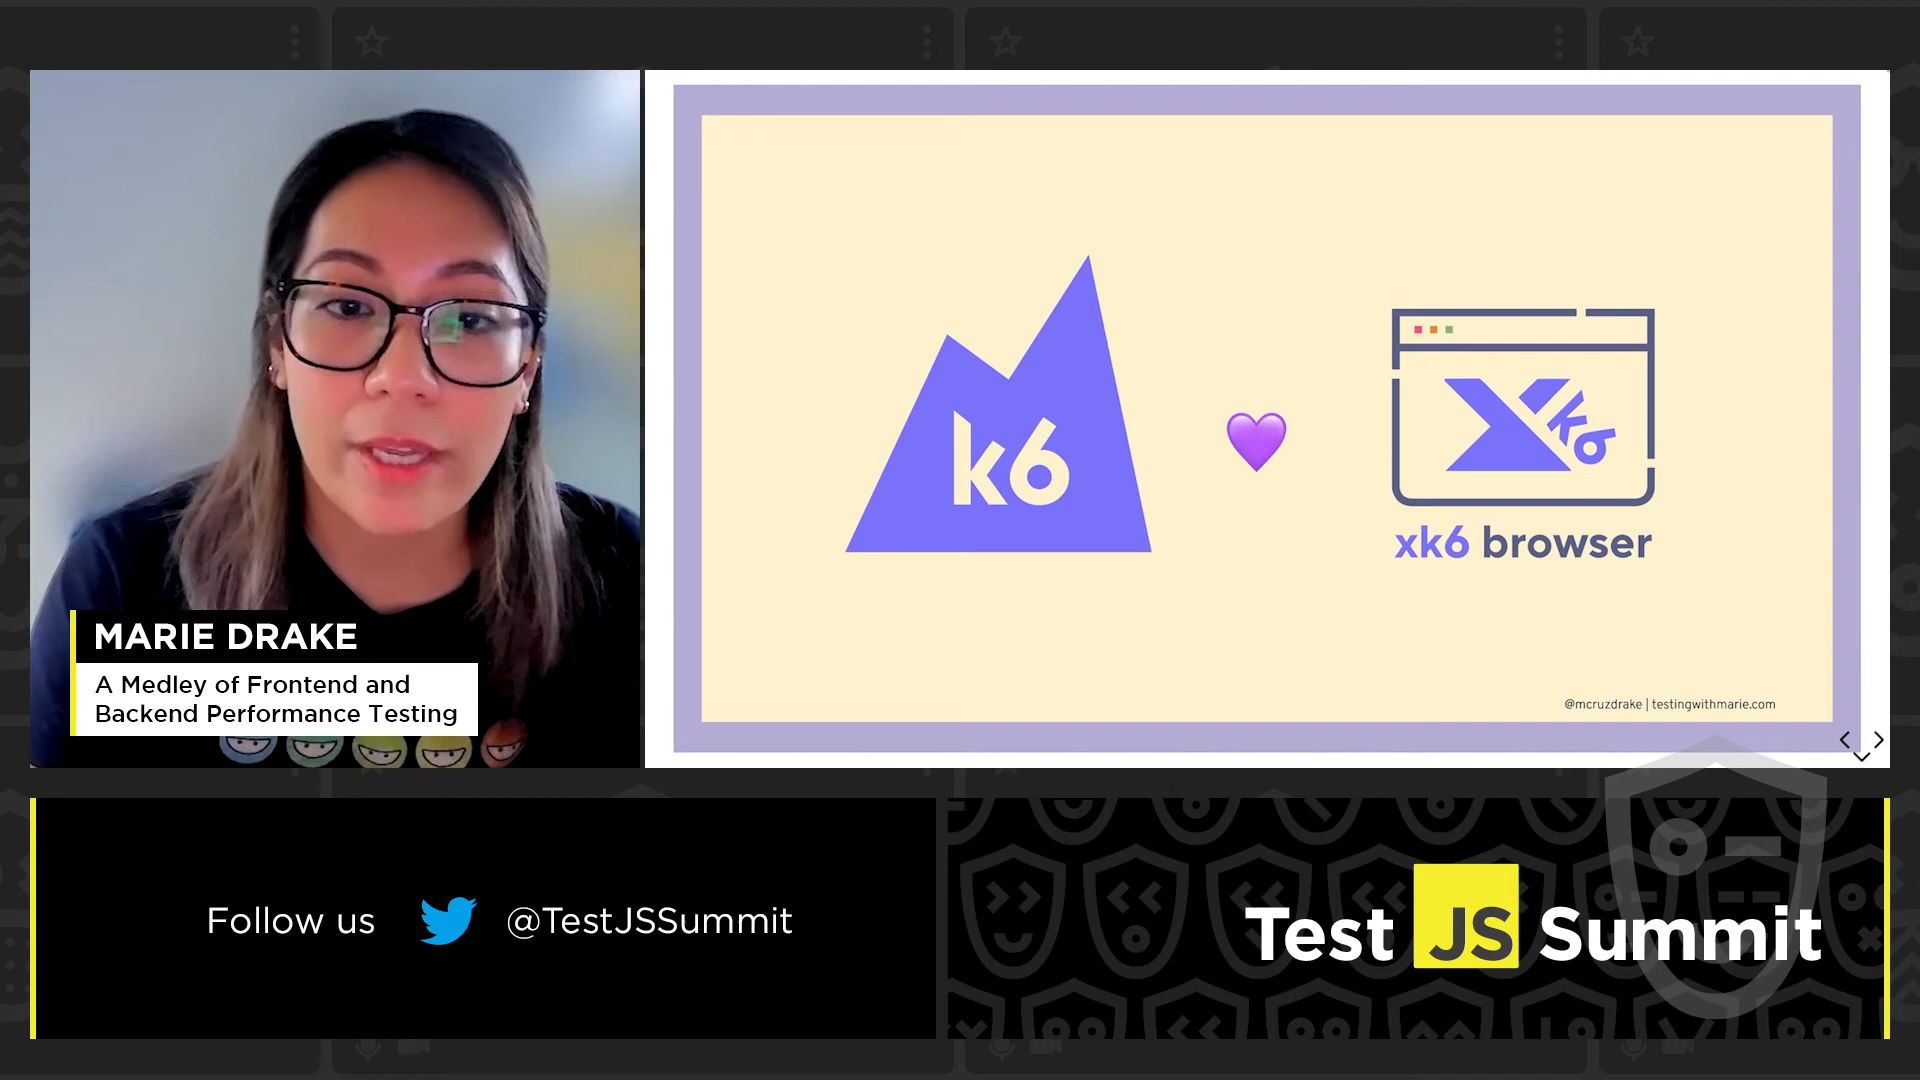 MARIE DRAKE
A Medley of Frontend and
Backend Performance Testing
k6
xk6
xk6 browser
@mcruzdrake | testingwithmarie.com
Follow us @TestJSSummit
Test JS Summit